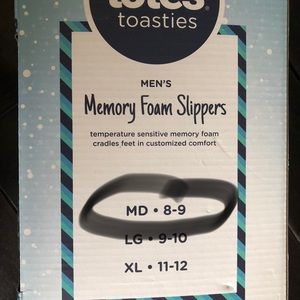 totes®
toasties
MEN'S
Memory Foam Slippers
temperature sensitive memory foam
cradles feet in customized comfort
MD • 8-9
LG • 9-10
XL • 11-12